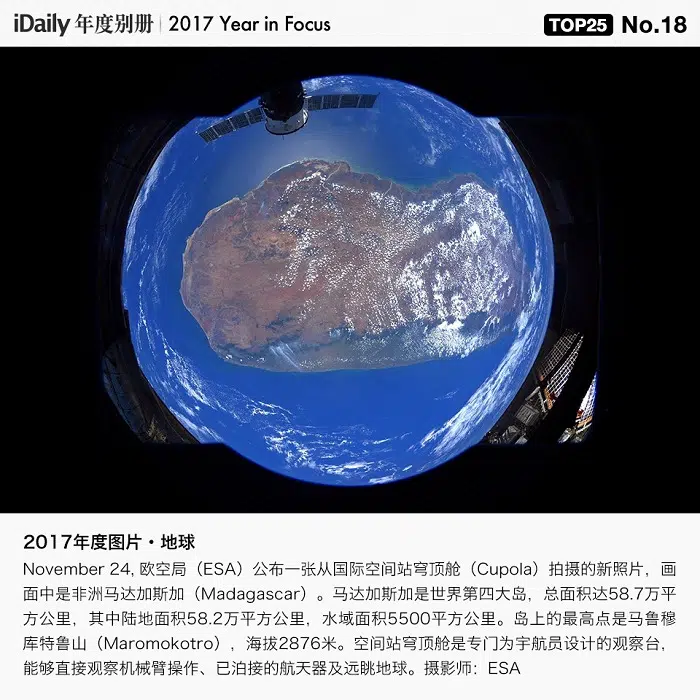 iDaily 年度别册 | 2017 Year in Focus
TOP25 No.18
2017年度图片・地球
November 24, 欧空局（ESA）公布一张从国际空间站穹顶舱（Cupola）拍摄的新照片，画
面中是非洲马达加斯加（Madagascar）。马达加斯加是世界第四大岛，总面积达58.7万平
方公里，其中陆地面积58.2万平方公里，水域面积5500平方公里。岛上的最高点是马鲁穆
库特鲁山（Maromokotro），海拔2876米。空间站穹顶舱是专门为宇航员设计的观察台，
能够直接观察机械臂操作、已泊接的航天器及远眺地球。摄影师：ESA